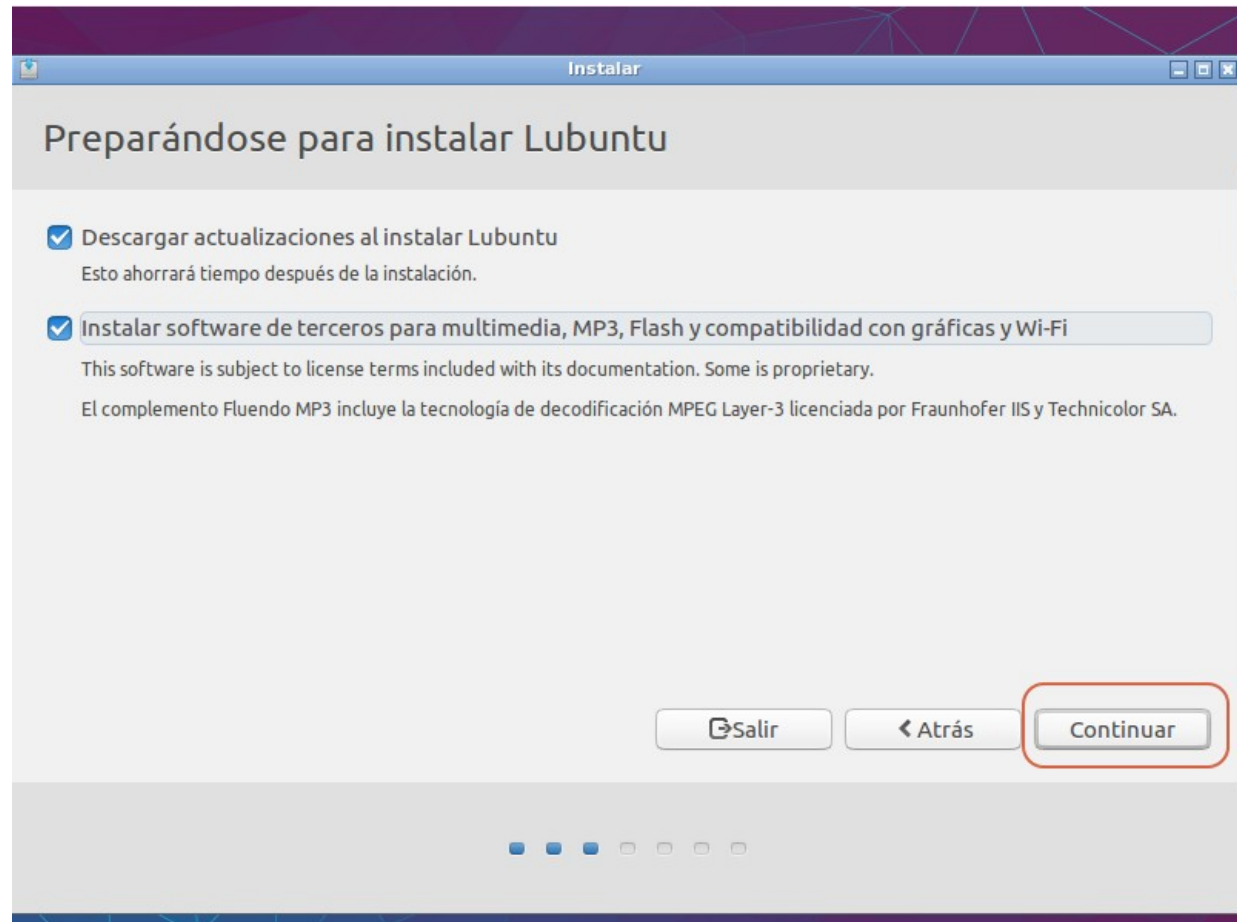 Instalar
Preparándose para instalar Lubuntu
Descargar actualizaciones al instalar Lubuntu
Esto ahorrará tiempo después de la instalación.
Instalar software de terceros para multimedia, MP3, Flash y compatibilidad con gráficas y Wi-Fi
This software is subject to license terms included with its documentation. Some is proprietary.
El complemento Fluendo MP3 incluye la tecnología de decodificación MPEG Layer-3 licenciada por Fraunhofer IIS y Technicolor SA.
Salir
Atrás
Continuar